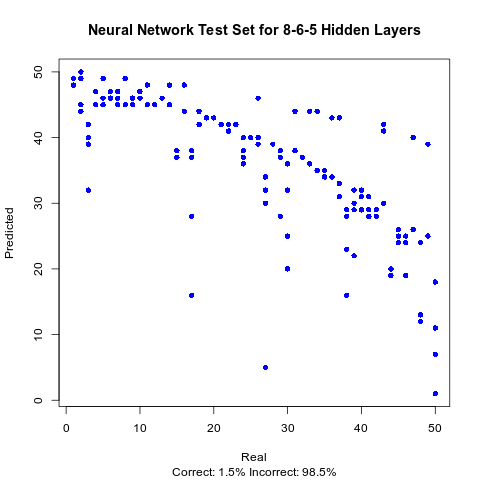 Neural Network Test Set for 8-6-5 Hidden Layers
Predicted
50
40
30
20
10
0
0 10 20 30 40 50
Real
Correct: 1.5% Incorrect: 98.5%